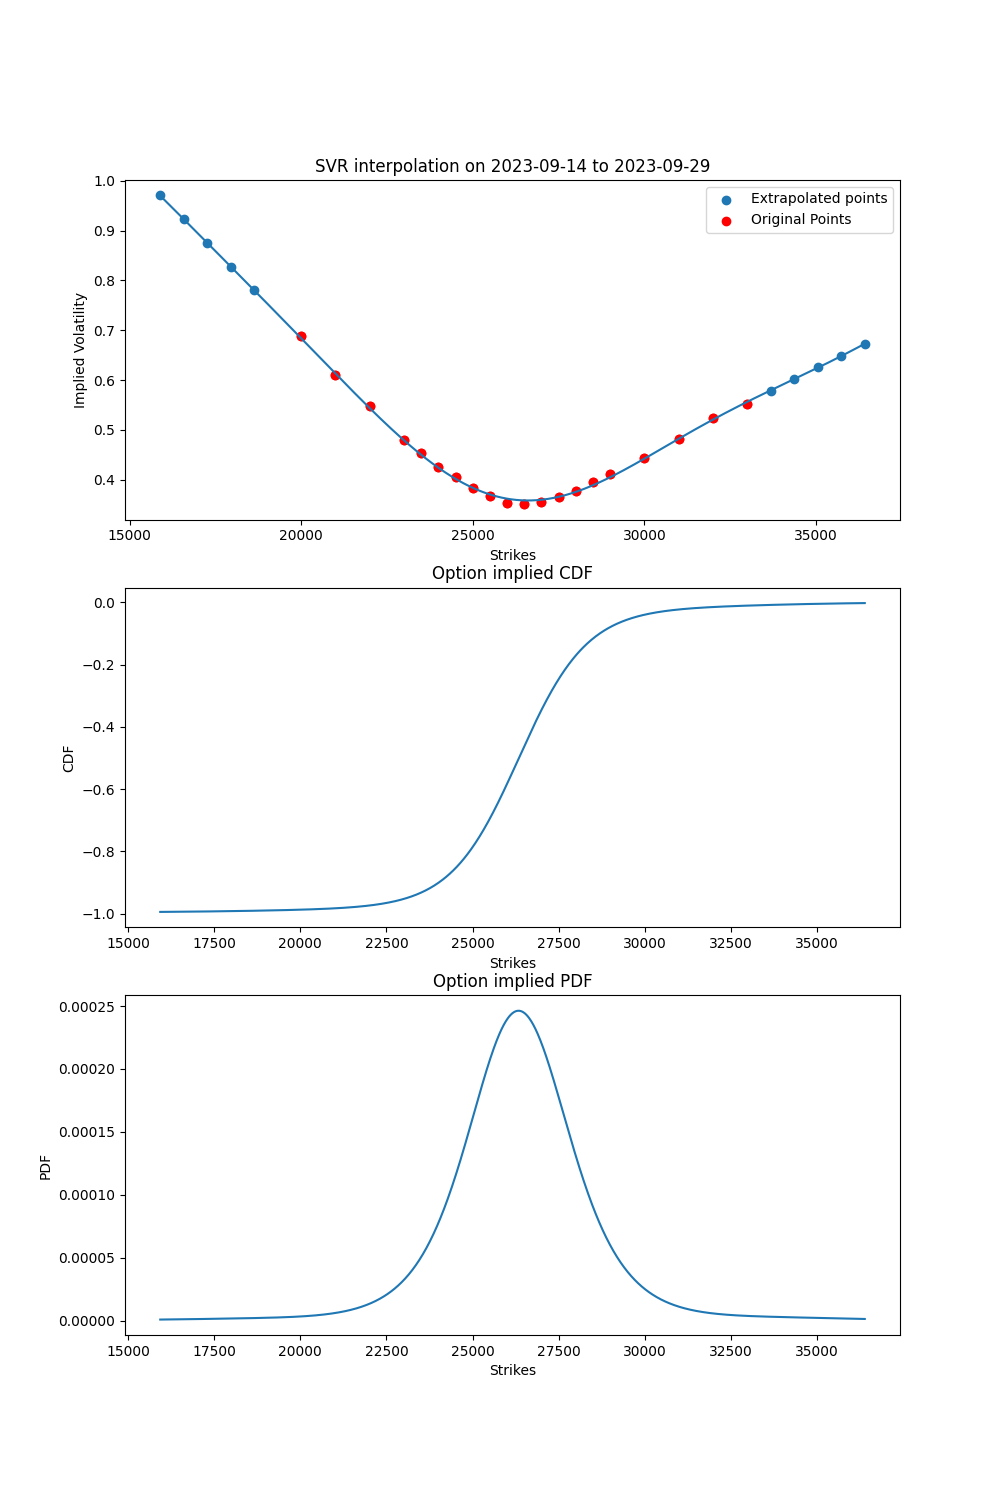 SVR interpolation on 2023-09-14 to 2023-09-29
1.0
0.9
0.8
0.7
0.6
0.5
0.4
Implied Volatility
Extrapolated points
Original Points
15000 20000 25000 30000 35000
Strikes
Option implied CDF
0.0
−0.2
−0.4
−0.6
−0.8
−1.0
CDF
15000 17500 20000 22500 25000 27500 30000 32500 35000
Strikes
Option implied PDF
0.00025
0.00020
0.00015
0.00010
0.00005
0.00000
PDF
15000 17500 20000 22500 25000 27500 30000 32500 35000
Strikes